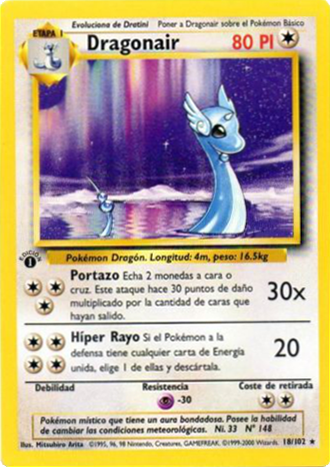 Evoluciona de Dretini Poner a Dragonair sobre el Pokémon Básico
ETAPA 1
Dragonair 80 PI
EDICIÓ
1
Pokémon Dragón. Longitud: 4m, peso: 16.5kg
Portazo Echa 2 monedas a cara o
cruz. Este ataque hace 30 puntos de daño
multiplicado por la cantidad de caras que
hayan salido.
30x
Híper Rayo Si el Pokémon a la
defensa tiene cualquier carta de Energía
unida, elige 1 de ellas y descártala.
20
Debilidad Resistencia Coste de retirada
-30
Pokémon místico que tiene un aura bondadosa. Posee la habilidad
de cambiar las condiciones meteorológicas. Nl. 33 Nº 148
Illus. Mitsuhiro Arita ©1995, 96, 98 Nintendo, Creatures, GAMEFREAK. ©1999-2000 Wizards. 18/102